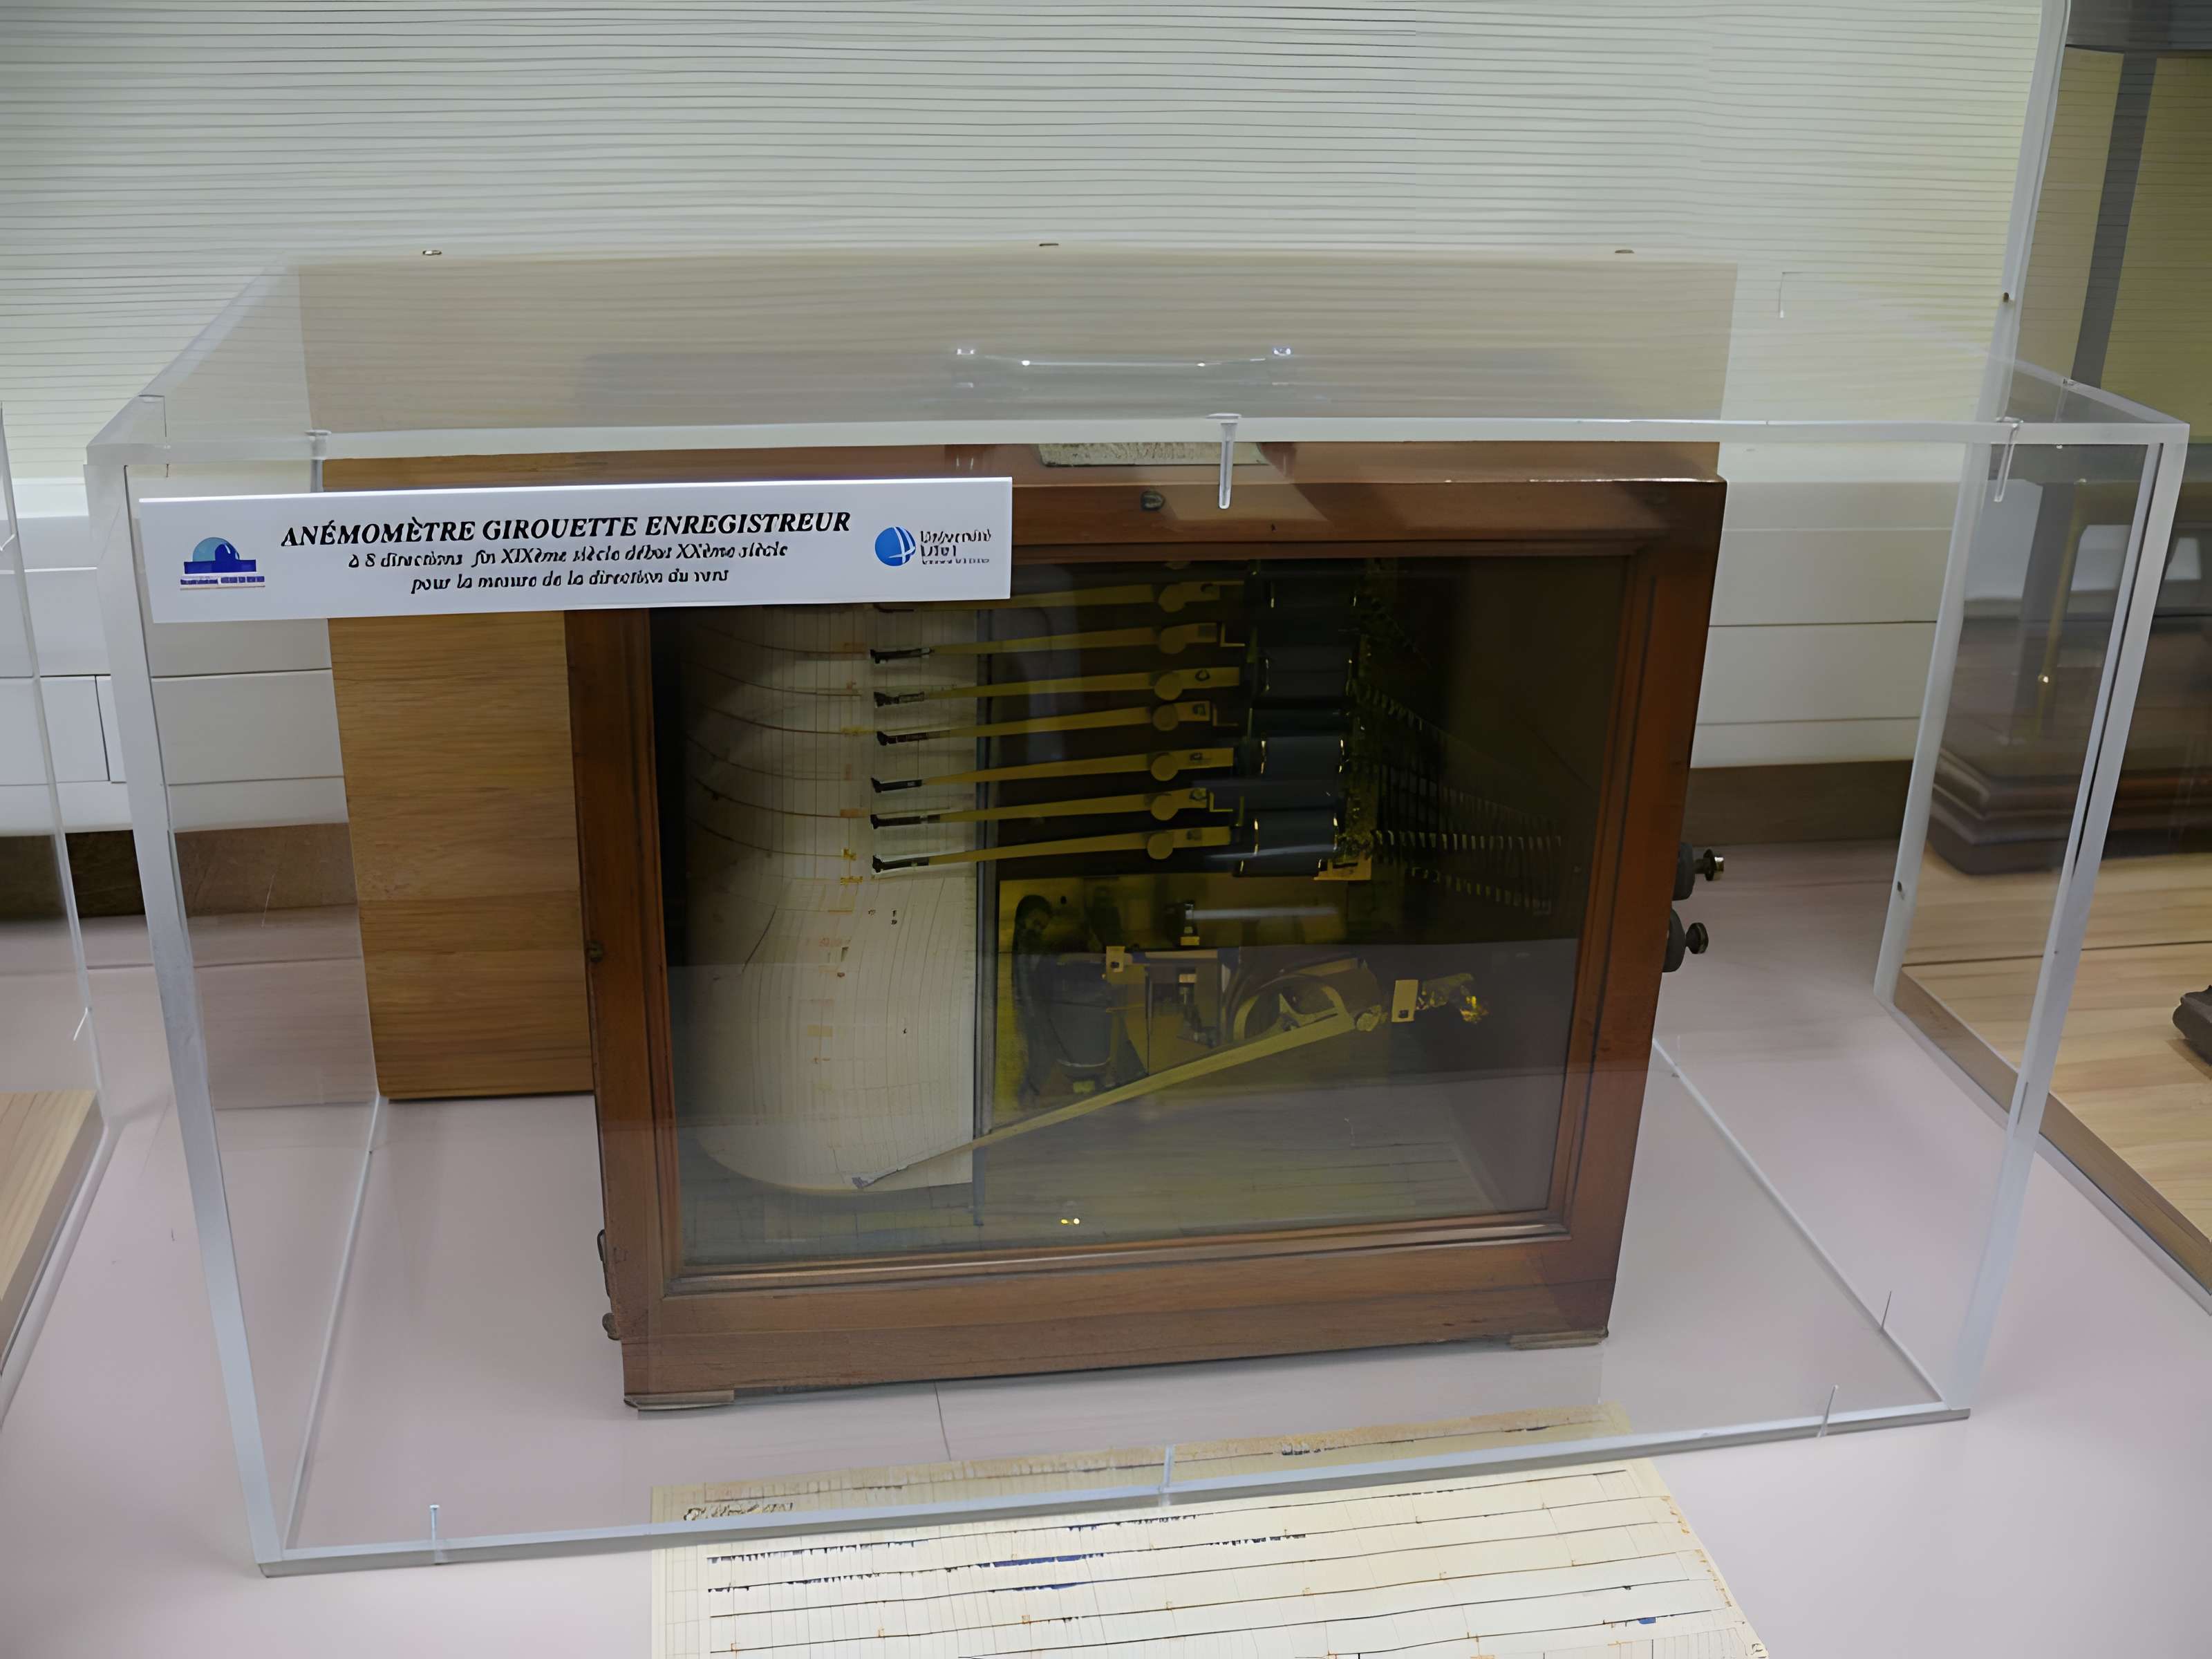 ANÉMOMÈTRE GIROUETTE ENREGISTREUR
à 8 directions fin XIXème siècle début XXème siècle
pour la mesure de la direction du vent
Université